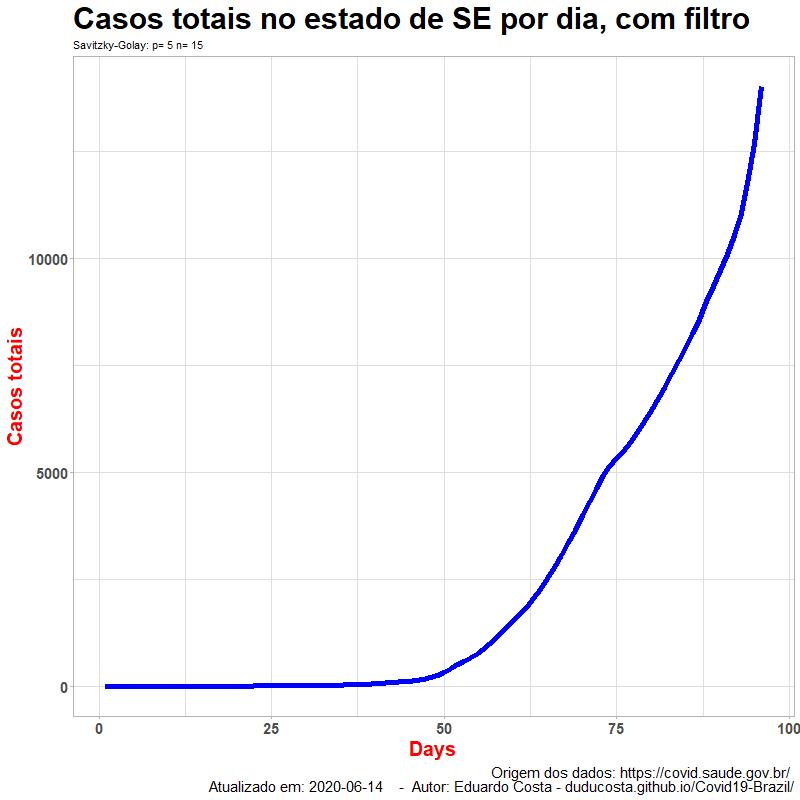 Casos totais no estado de SE por dia, com filtro
Savitzky-Golay: p= 5 n= 15
Casos totais
10000
5000
0
0 25 50 75 100
Days
Origem dos dados: https://covid.saude.gov.br/
Atualizado em: 2020-06-14 - Autor: Eduardo Costa - duducosta.github.io/Covid19-Brazil/